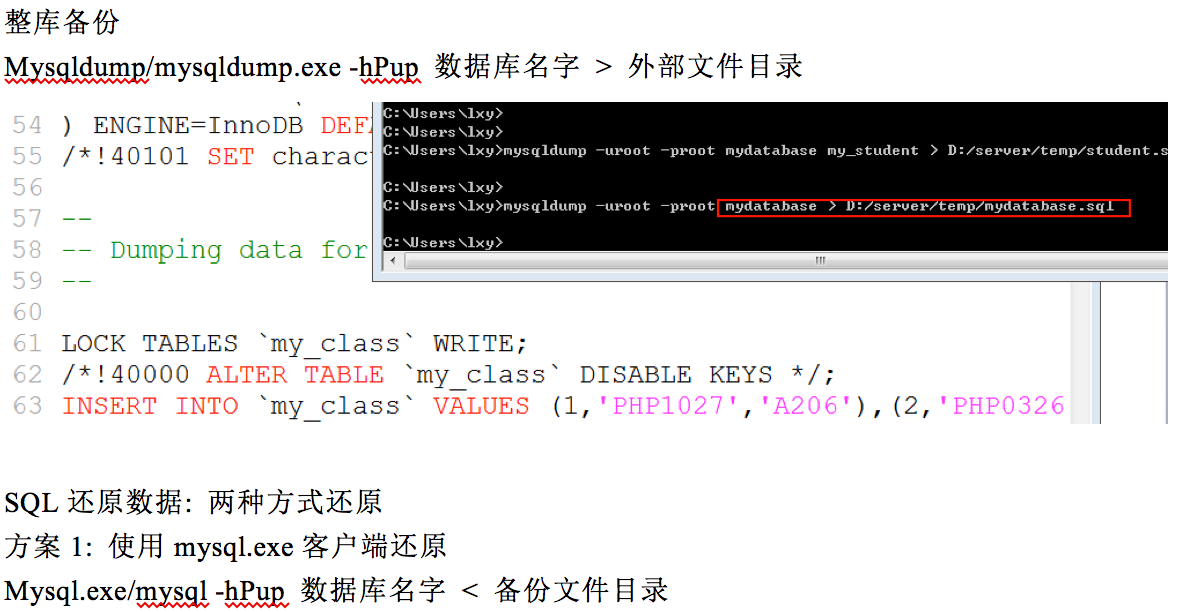 整库备份
Mysqldump/mysqldump.exe -hPup 数据库名字 > 外部文件目录
54 ) ENGINE=InnoDB
55 /*!40101 SET
56
57 --
58 -- Dumping data for
59 --
60
61 LOCK TABLES `my_class` WRITE;
62 /*!40000 ALTER TABLE `my_class` DISABLE KEYS */;
63 INSERT INTO `my_class` VALUES (1,'PHP1027','A206'),(2,'PHP0326
C:\Users\lxy>
C:\Users\lxy>
C:\Users\lxy>mysqldump -uroot -proot mydatabase my_student > D:/server/temp/student.s
C:\Users\lxy>
C:\Users\lxy>mysqldump -uroot -proot mydatabase > D:/server/temp/mydatabase.sql
C:\Users\lxy>
SQL 还原数据: 两种方式还原
方案 1: 使用 mysql.exe 客户端还原
Mysql.exe/mysql -hPup 数据库名字 < 备份文件目录